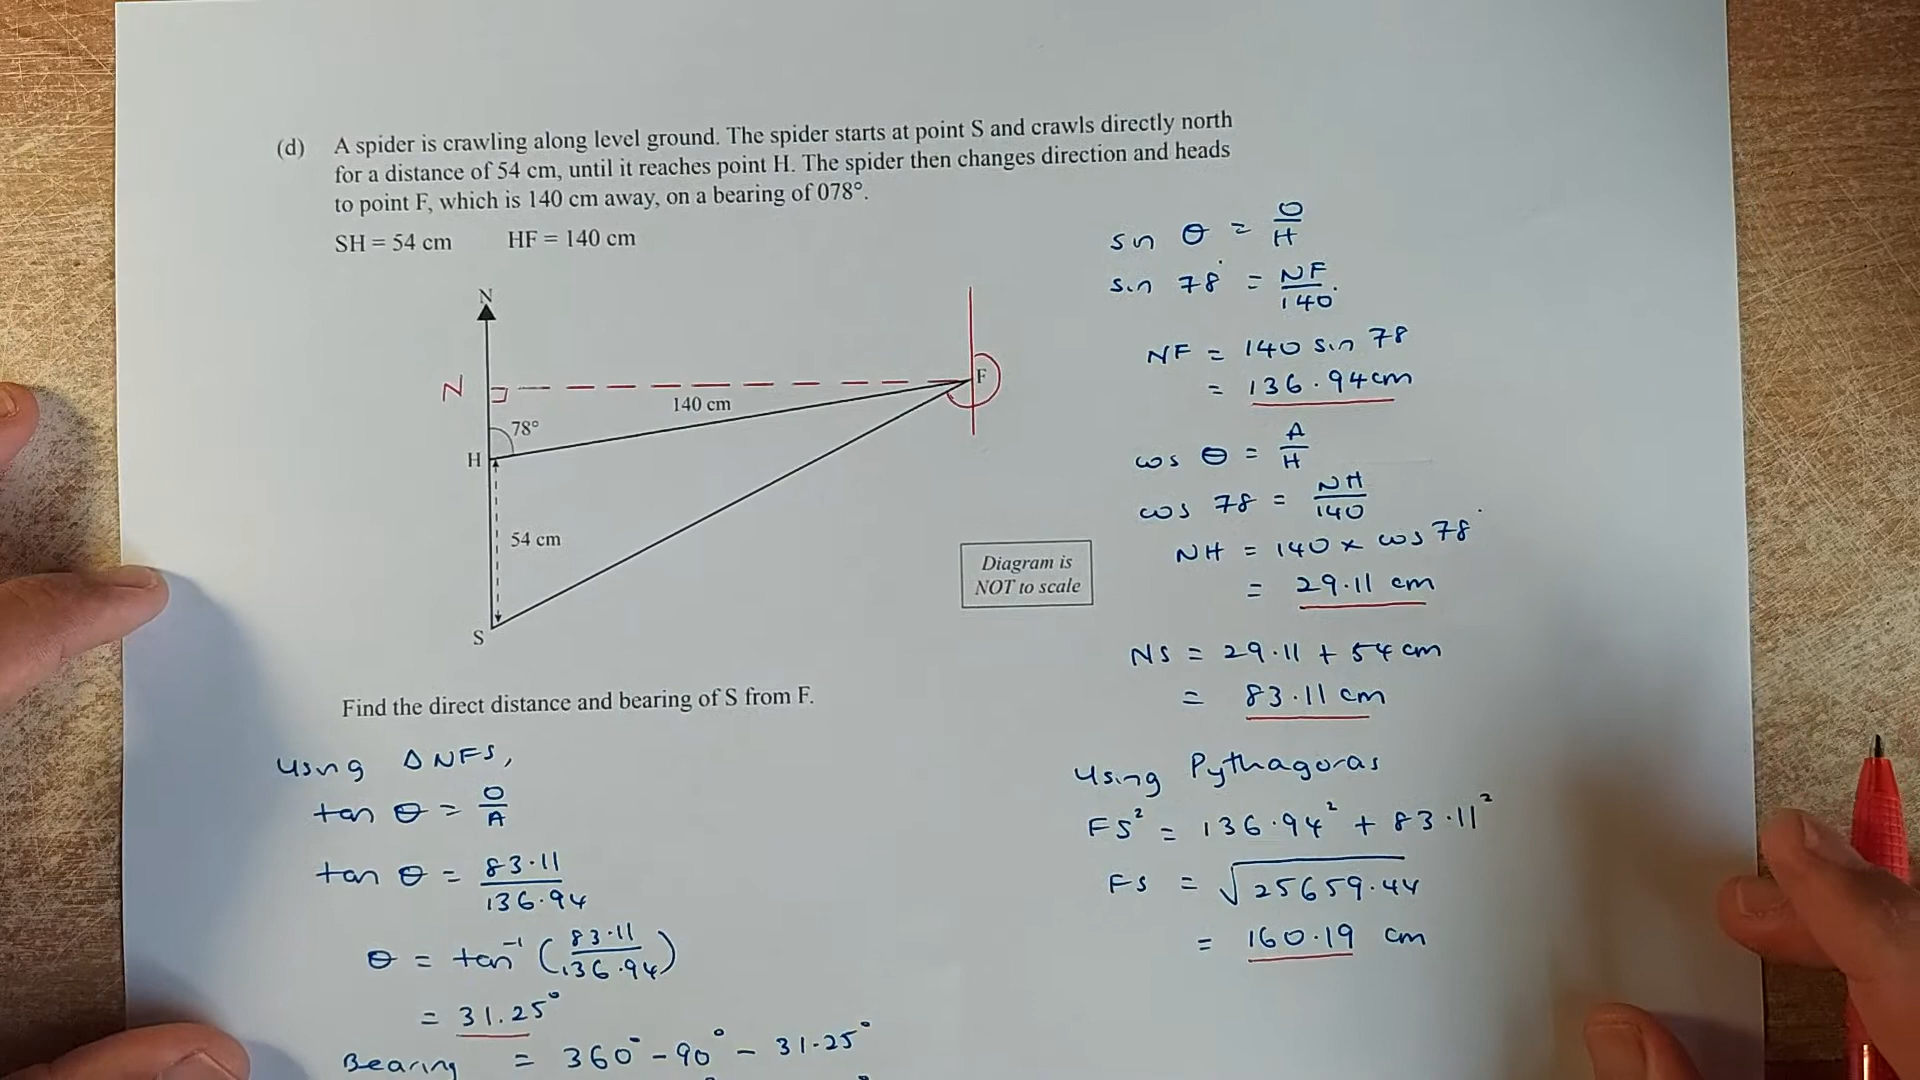 (d) A spider is crawling along level ground. The spider starts at point S and crawls directly north
for a distance of 54 cm, until it reaches point H. The spider then changes direction and heads
to point F, which is 140 cm away, on a bearing of 078°.
SH = 54 cm HF = 140 cm
N
N
F
140 cm
78°
H
54 cm
S
Diagram is
NOT to scale
Find the direct distance and bearing of S from F.
Using Δ NFS,
tan θ = O/A
tan θ = 83.11/136.94
θ = tan⁻¹ (83.11/136.94)
= 31.25°
Bearing = 360° - 90° - 31.25°
sin θ = O/H
sin 78° = NF/140.
NF = 140 sin 78
= 136.94cm
cos θ = A/H
cos 78 = NH/140
NH = 140 x cos 78°
= 29.11 cm
NS = 29.11 + 54 cm
= 83.11 cm
Using Pythagoras
FS² = 136.94² + 83.11²
FS = √25659.44
= 160.19 cm